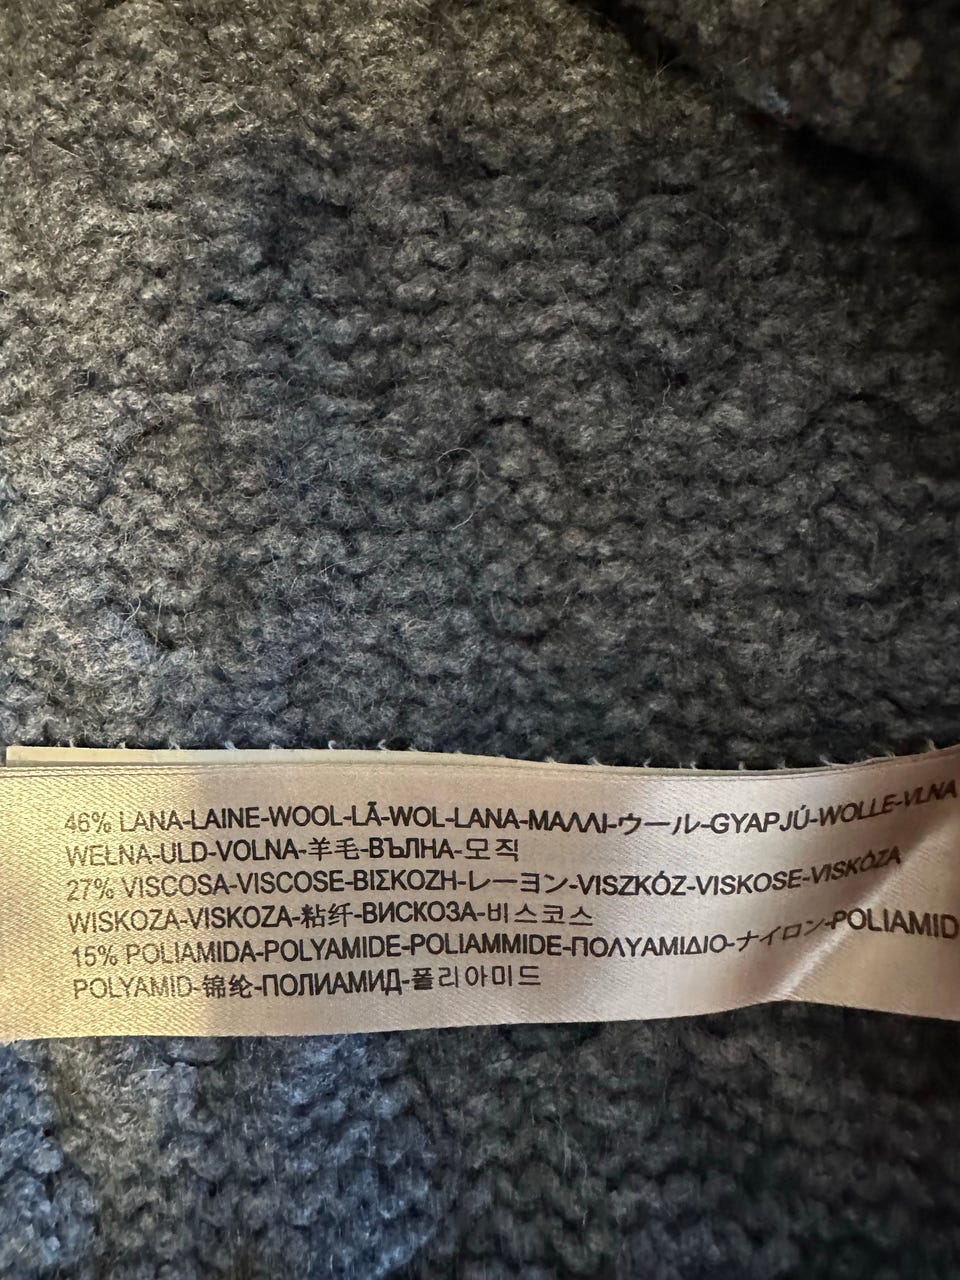 46% LANA-LAINE-WOOL-LÃ-WOL-LANA-ΜΑΛΛΙ-ウール-GYAPJÚ-WOLLE-VLNA
WEŁNA-ULD-VOLNA-羊毛-ВЪЛНА-모직
27% VISCOSA-VISCOSE-ΒΙΣΚΟΖΗ-レーヨン-VISZKÓZ-VISKOSE-VISKÓZA
WISKOZA-VISKOZA-粘纤-ВИСКОЗА-비스코스
15% POLIAMIDA-POLYAMIDE-POLIAMMIDE-ΠΟΛΥΑΜΙΔΙΟ-ナイロン-POLIAMID
POLYAMID-锦纶-ПОЛИАМИД-폴리아미드